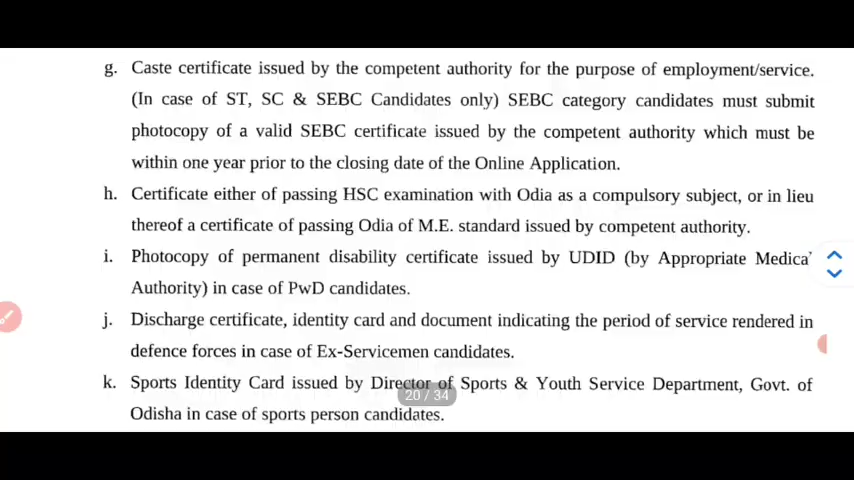 g. Caste certificate issued by the competent authority for the purpose of employment/service.
(In case of ST, SC & SEBC Candidates only) SEBC category candidates must submit
photocopy of a valid SEBC certificate issued by the competent authority which must be
within one year prior to the closing date of the Online Application.
h. Certificate either of passing HSC examination with Odia as a compulsory subject, or in lieu
thereof a certificate of passing Odia of M.E. standard issued by competent authority.
i. Photocopy of permanent disability certificate issued by UDID (by Appropriate Medical
Authority) in case of PwD candidates.
j. Discharge certificate, identity card and document indicating the period of service rendered in
defence forces in case of Ex-Servicemen candidates.
k. Sports Identity Card issued by Director of Sports & Youth Service Department, Govt. of
20 / 34
Odisha in case of sports person candidates.